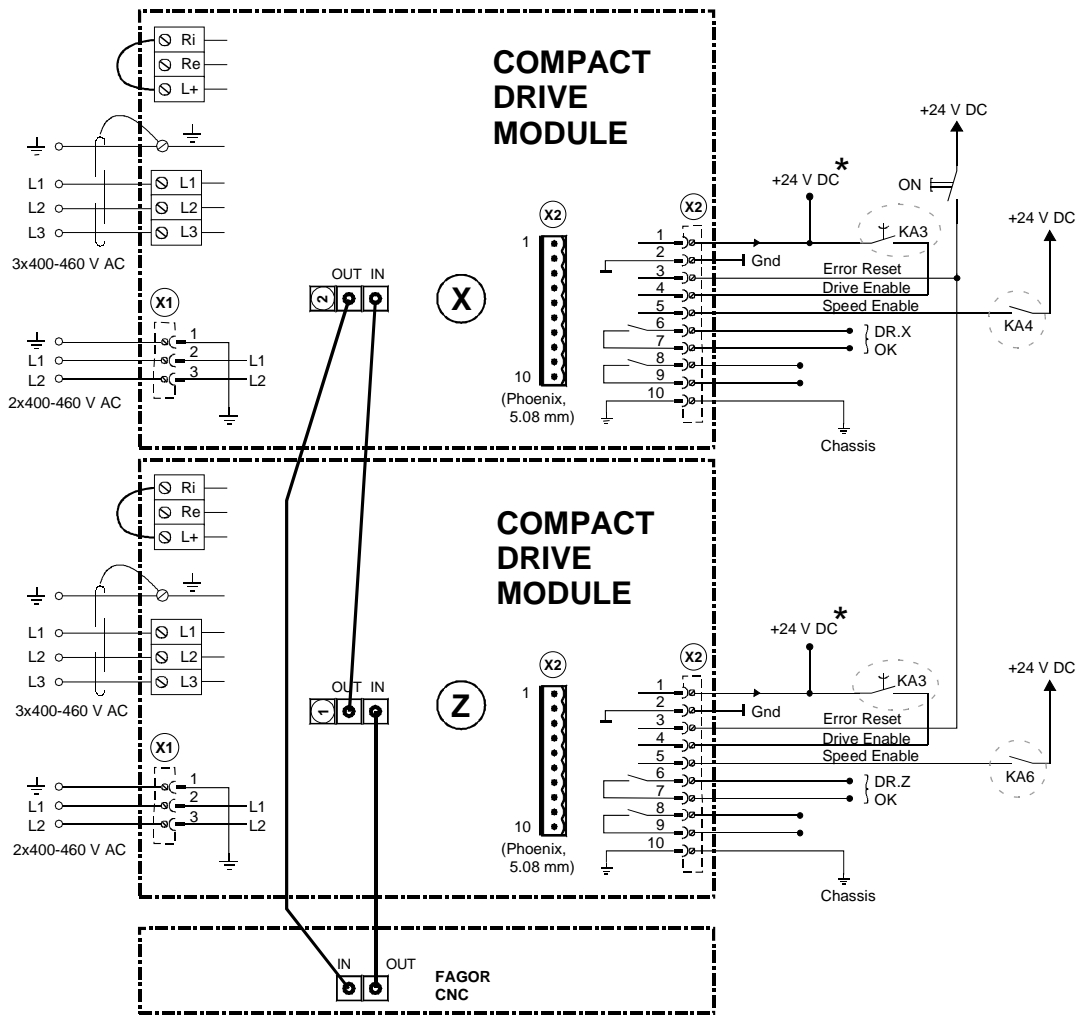 Ri
Re
L+
COMPACT
DRIVE
MODULE
+24 V DC
+24 V DC *
ON
+24 V DC
L1
L2
L3
L1
L2
L3
3x400-460 V AC
X2
1
10
(Phoenix,
5.08 mm)
X2
1
2
3
4
5
6
7
8
9
10
KA3
Gnd
Error Reset
Drive Enable
Speed Enable
KA4
DR.X
OK
Chassis
OUT IN
2
X
X1
1
2
3
L1
L2
L1
L2
2x400-460 V AC
Ri
Re
L+
COMPACT
DRIVE
MODULE
+24 V DC *
+24 V DC
L1
L2
L3
L1
L2
L3
3x400-460 V AC
X2
1
10
(Phoenix,
5.08 mm)
X2
1
2
3
4
5
6
7
8
9
10
KA3
Gnd
Error Reset
Drive Enable
Speed Enable
KA6
DR.Z
OK
Chassis
OUT IN
1
Z
X1
1
2
3
L1
L2
L1
L2
2x400-460 V AC
IN OUT
FAGOR
CNC